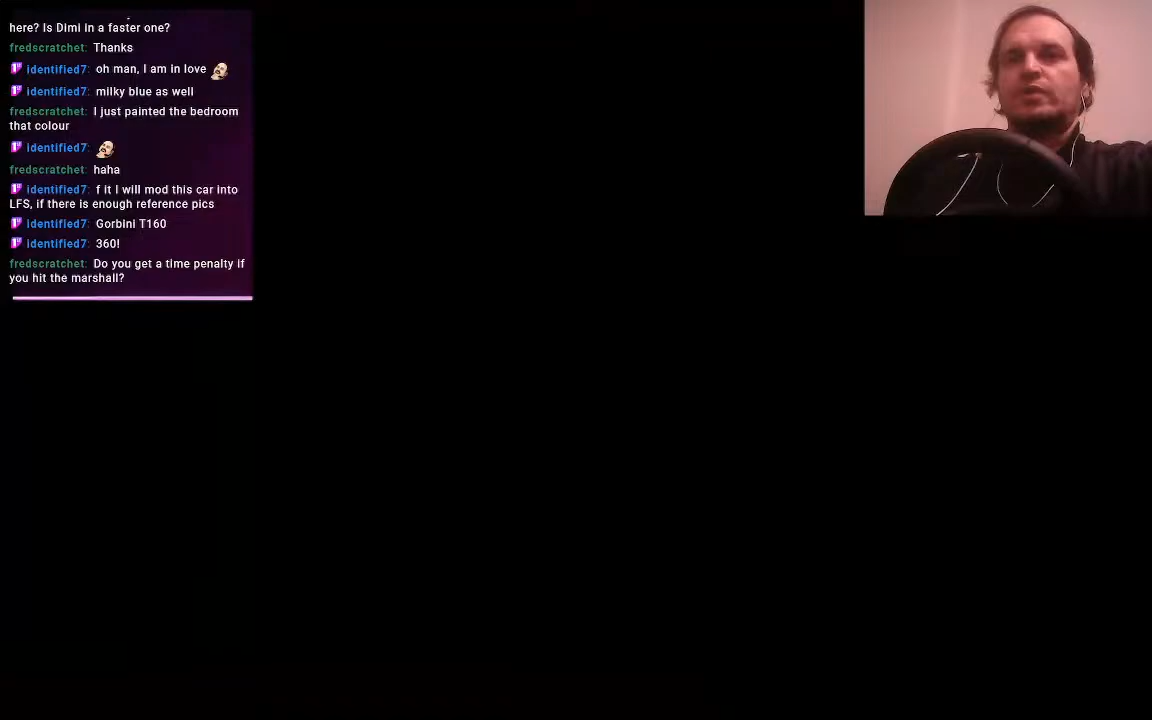 here? Is Dimi in a faster one?
fredscratchet: Thanks
identified7: oh man, I am in love
identified7: milky blue as well
fredscratchet: I just painted the bedroom
that colour
identified7:
fredscratchet: haha
identified7: f it I will mod this car into
LFS, if there is enough reference pics
identified7: Gorbini T160
identified7: 360!
fredscratchet: Do you get a time penalty if
you hit the marshall?